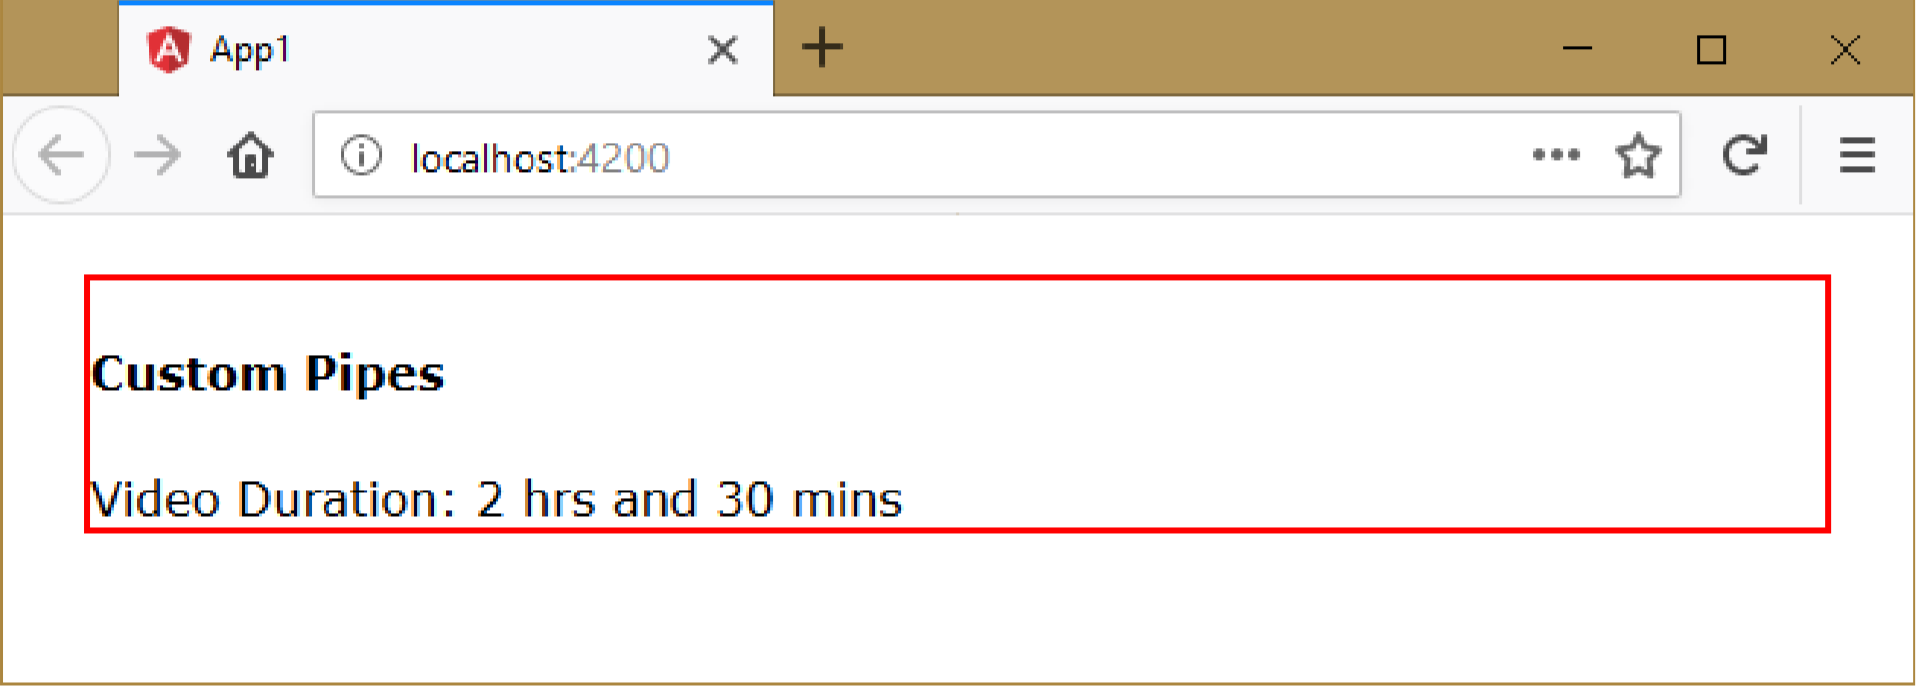 App1
localhost:4200
Custom Pipes
Video Duration: 2 hrs and 30 mins